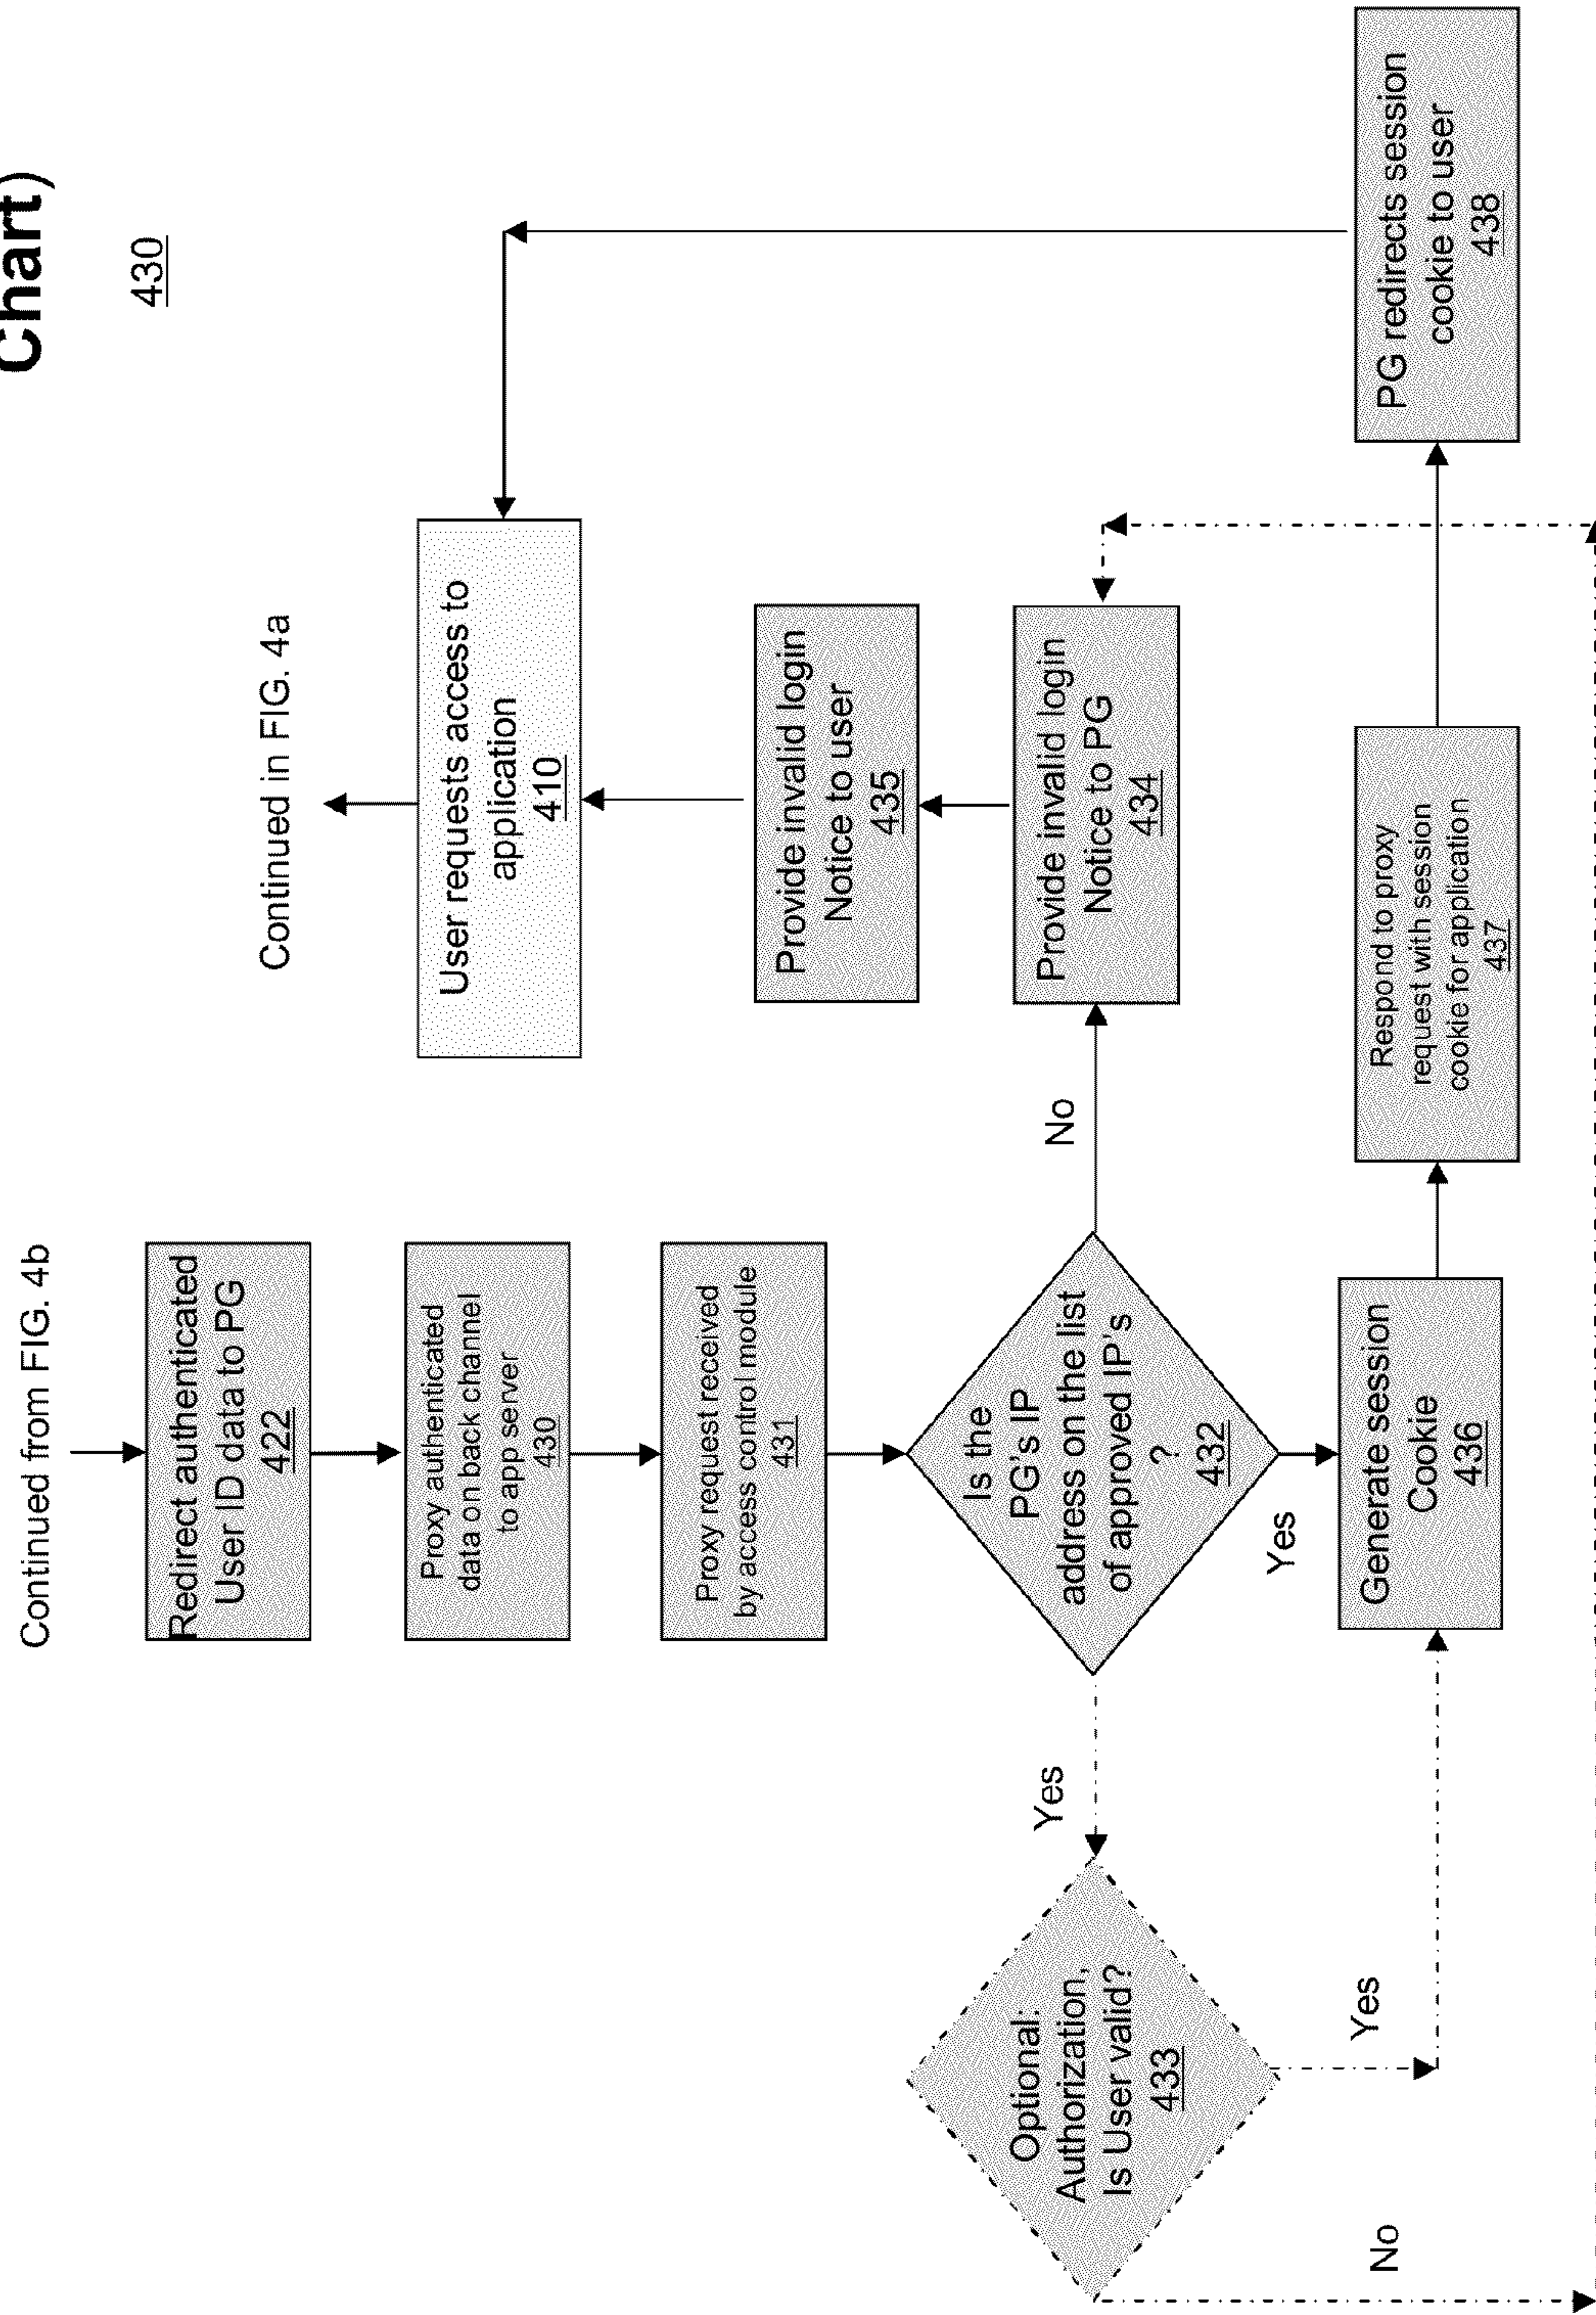 Chart)
430
Continued from FIG. 4b
Continued in FIG. 4a
Redirect authenticated
User ID data to PG
422
Proxy authenticated
data on back channel
to app server
430
Proxy request received
by access control module
431
Is the
PG's IP
address on the list
of approved IP's
?
432
Yes
No
Yes
Optional:
Authorization,
Is User valid?
433
Yes
No
User requests access to
application
410
Provide invalid login
Notice to user
435
Provide invalid login
Notice to PG
434
Generate session
Cookie
436
Respond to proxy
request with session
cookie for application
437
PG redirects session
cookie to user
438